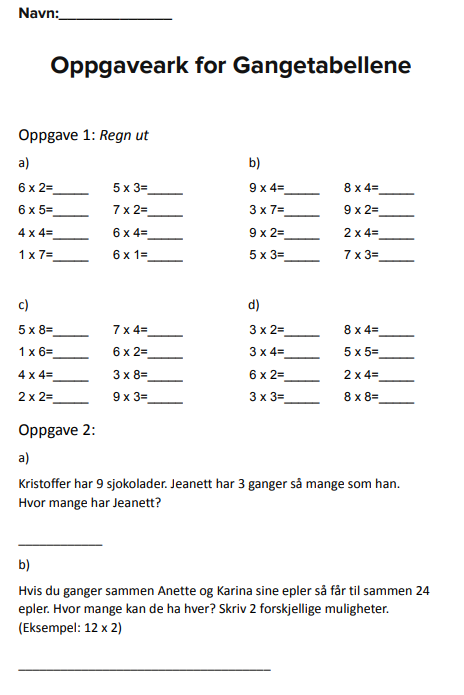 Navn:______________
Oppgaveark for Gangetabellene
Oppgave 1: Regn ut
a)
6 x 2=_____ 5 x 3=_____
6 x 5=_____ 7 x 2=_____
4 x 4=_____ 6 x 4=_____
1 x 7=_____ 6 x 1=_____
b)
9 x 4=_____ 8 x 4=_____
3 x 7=_____ 9 x 2=_____
9 x 2=_____ 2 x 4=_____
5 x 3=_____ 7 x 3=_____
c)
5 x 8=_____ 7 x 4=_____
1 x 6=_____ 6 x 2=_____
4 x 4=_____ 3 x 8=_____
2 x 2=_____ 9 x 3=_____
d)
3 x 2=_____ 8 x 4=_____
3 x 4=_____ 5 x 5=_____
6 x 2=_____ 2 x 4=_____
3 x 3=_____ 8 x 8=_____
Oppgave 2:
a)
Kristoffer har 9 sjokolader. Jeanett har 3 ganger så mange som han.
Hvor mange har Jeanett?
____________
b)
Hvis du ganger sammen Anette og Karina sine epler så får til sammen 24
epler. Hvor mange kan de ha hver? Skriv 2 forskjellige muligheter.
(Eksempel: 12 x 2)
____________________________________